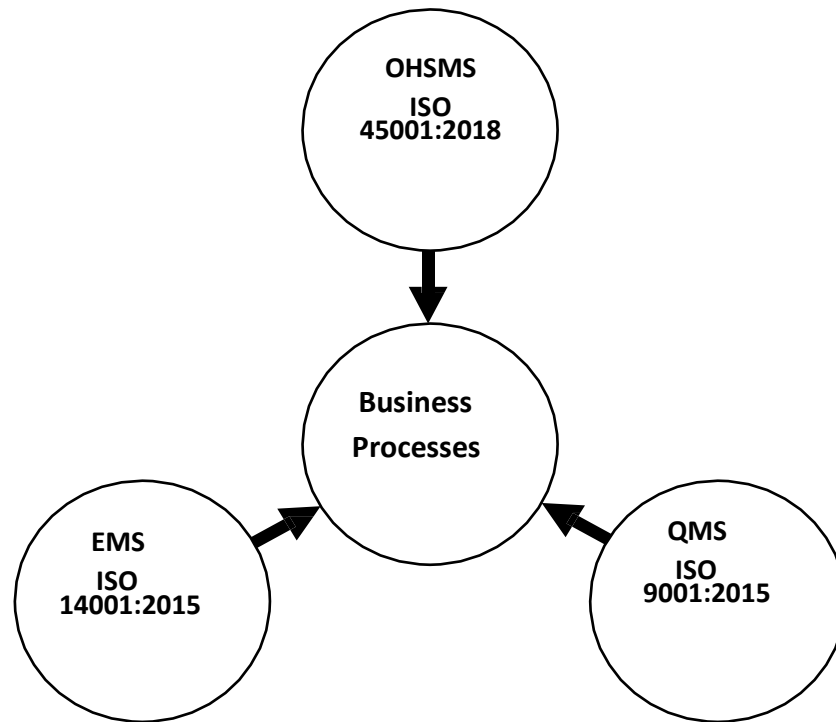 OHSMS
ISO
45001:2018
Business
Processes
EMS
ISO
14001:2015
QMS
ISO
9001:2015